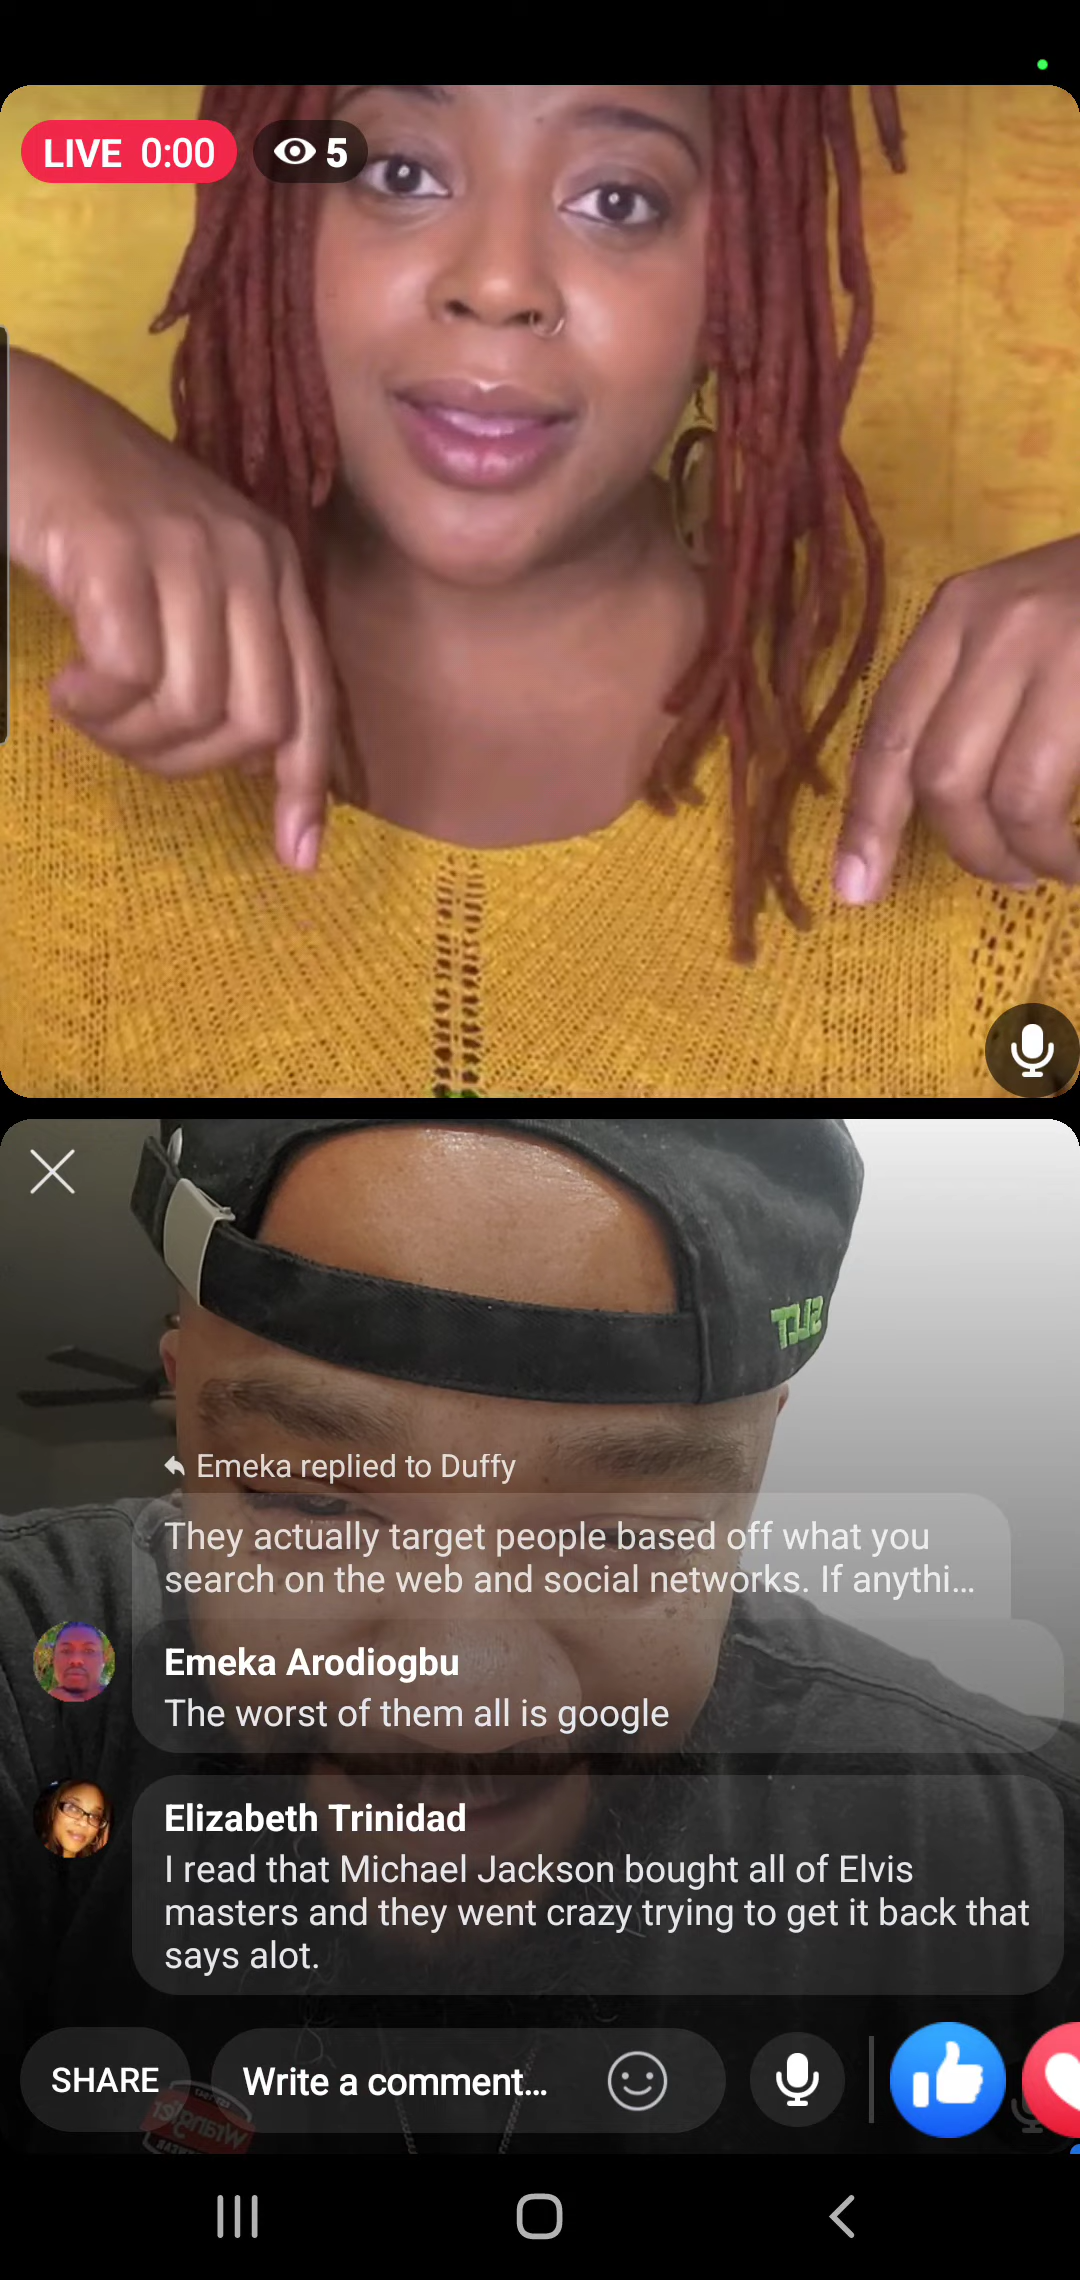 LIVE 0:00
5
Emeka replied to Duffy
They actually target people based off what you
search on the web and social networks. If anythi...
Emeka Arodiogbu
The worst of them all is google
Elizabeth Trinidad
I read that Michael Jackson bought all of Elvis
masters and they went crazy trying to get it back that
says alot.
SHARE
Write a comment...